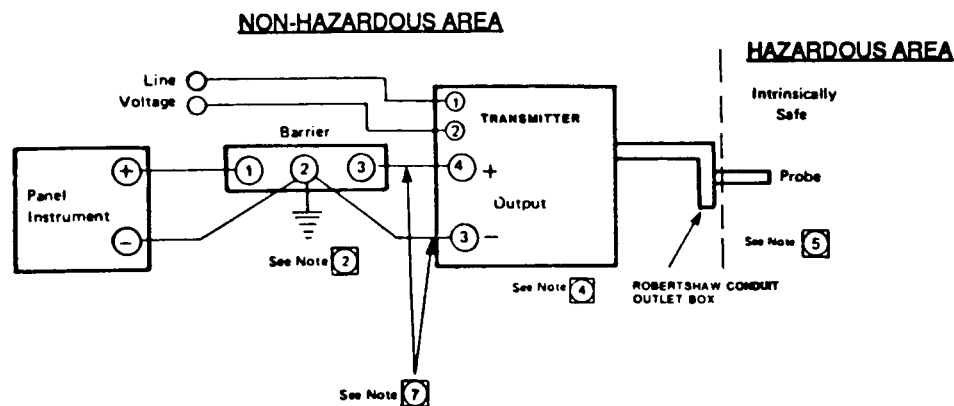 NON-HAZARDOUS AREA
HAZARDOUS AREA
Line
Voltage
Intrinsically
Safe
Barrier
1
2
TRANSMITTER
Panel
Instrument
+
−
1
2
3
4
+
Output
3
−
Probe
See Note 2
See Note 4
See Note 5
ROBERTSHAW CONDUIT
OUTLET BOX
See Note 7